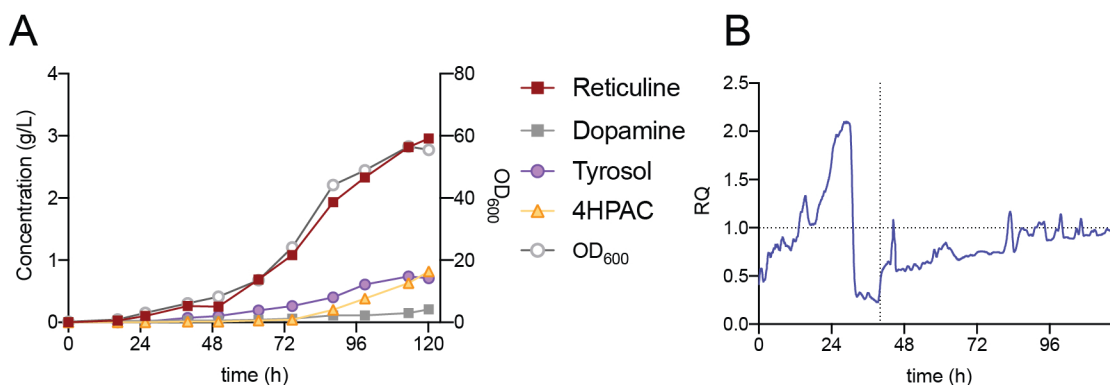 A
4
3
2
1
0
Concentration (g/L)
0
24
48
72
96
120
time (h)
80
60
40
20
0
OD600
Reticuline
Dopamine
Tyrosol
4HPAC
OD600
B
2.5
2.0
1.5
1.0
0.5
0.0
RQ
0
24
48
72
96
time (h)